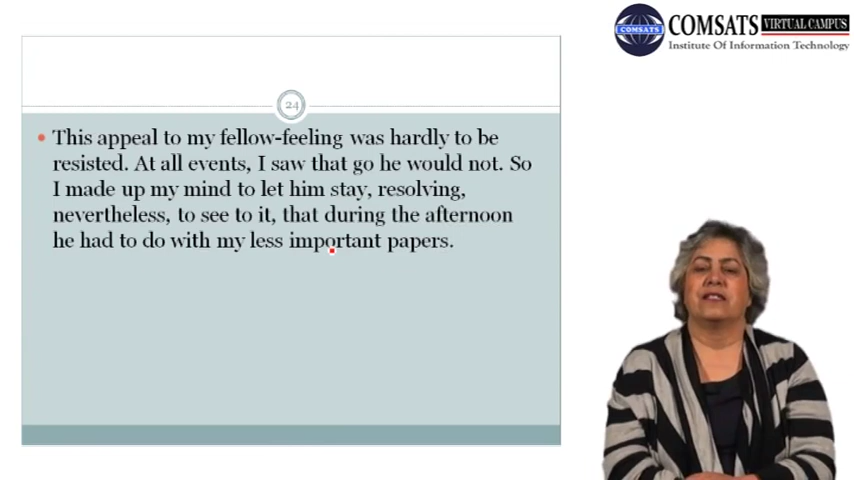 COMSATS VIRTUAL CAMPUS
COMSATS
Institute Of Information Technology
24
This appeal to my fellow-feeling was hardly to be
resisted. At all events, I saw that go he would not. So
I made up my mind to let him stay, resolving,
nevertheless, to see to it, that during the afternoon
he had to do with my less important papers.